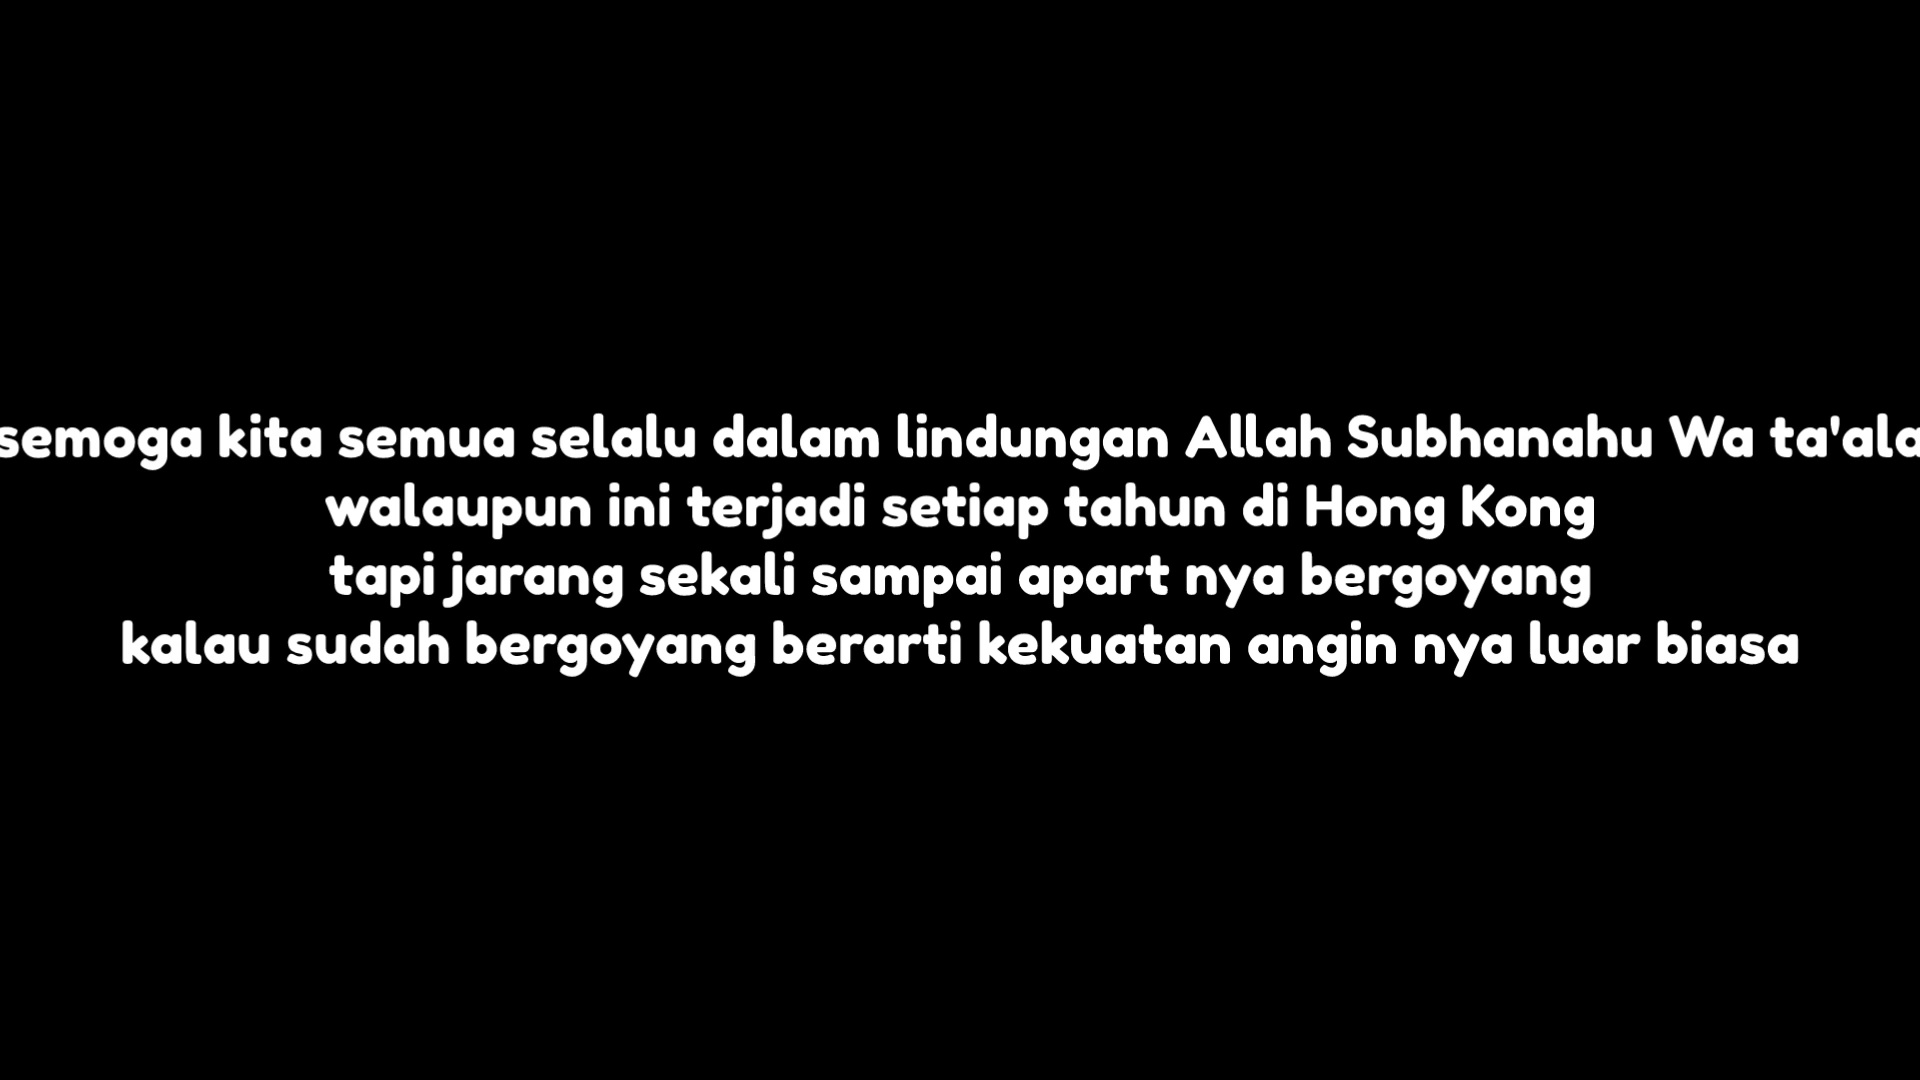 semoga kita semua selalu dalam lindungan Allah Subhanahu Wa ta'ala
walaupun ini terjadi setiap tahun di Hong Kong
tapi jarang sekali sampai apart nya bergoyang
kalau sudah bergoyang berarti kekuatan angin nya luar biasa